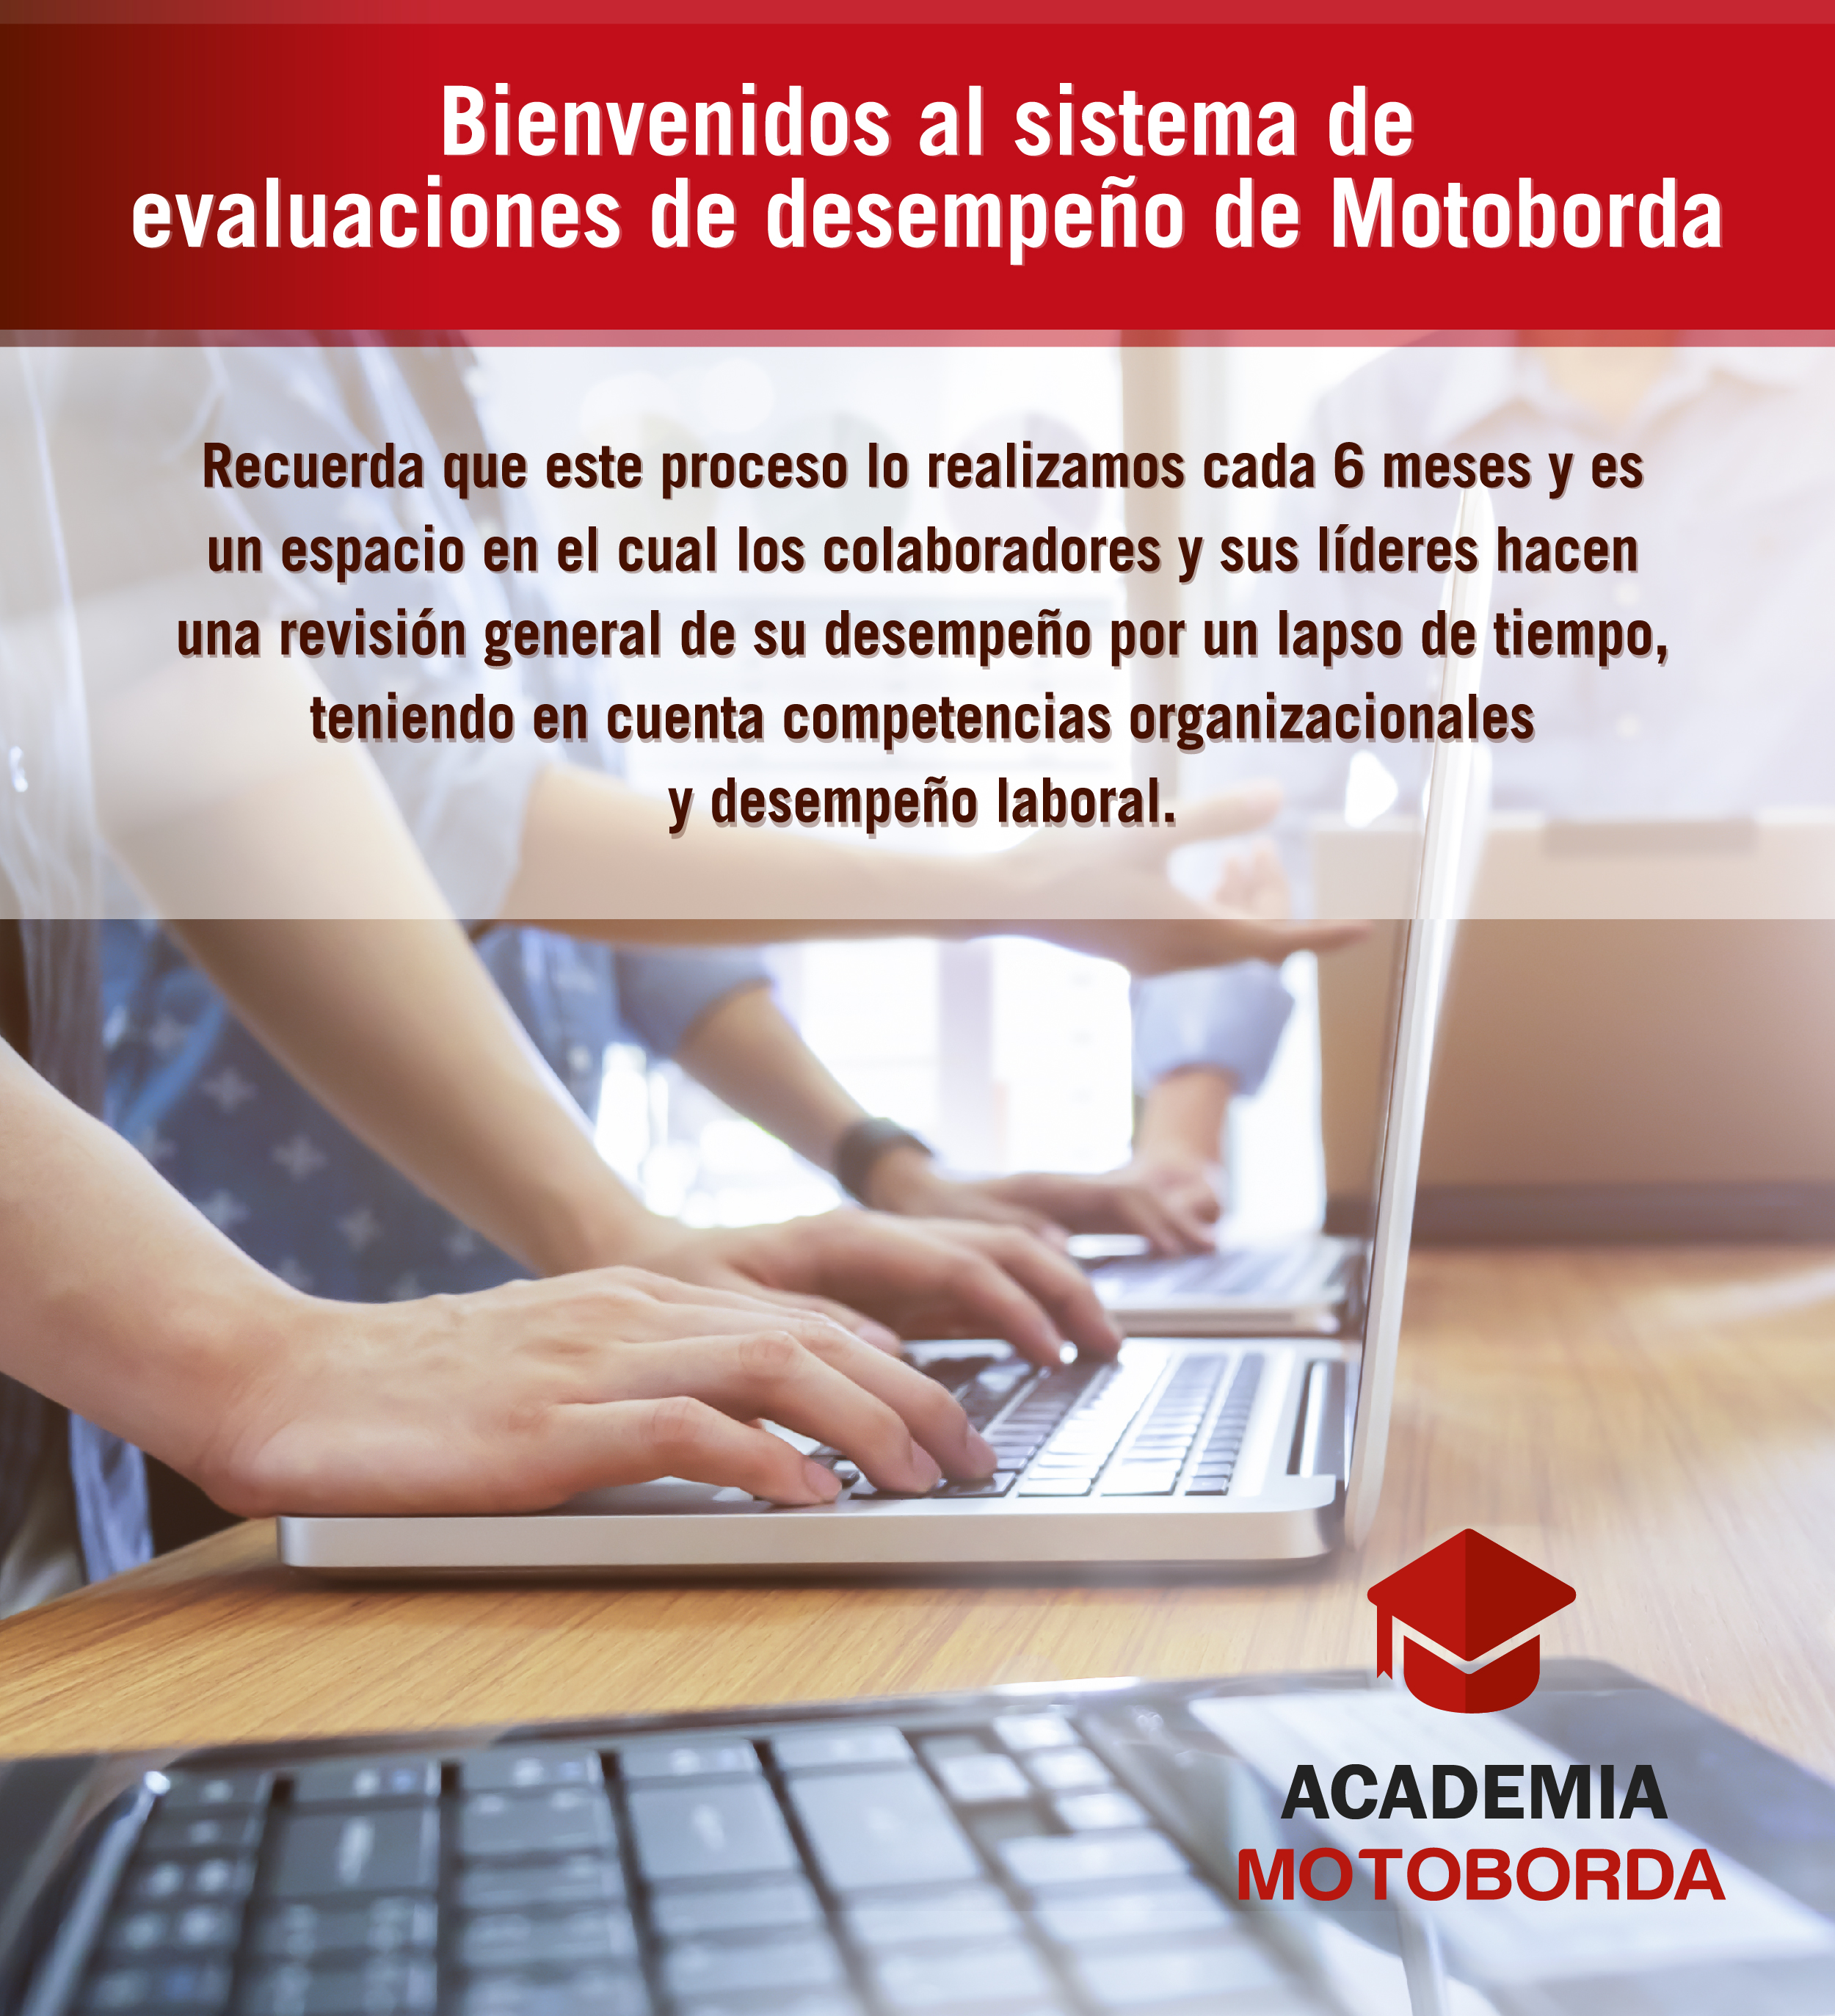 Bienvenidos al sistema de
evaluaciones de desempeño de Motoborda
Recuerda que este proceso lo realizamos cada 6 meses y es
un espacio en el cual los colaboradores y sus líderes hacen
una revisión general de su desempeño por un lapso de tiempo,
teniendo en cuenta competencias organizacionales
y desempeño laboral.
ACADEMIA
MOTOBORDA